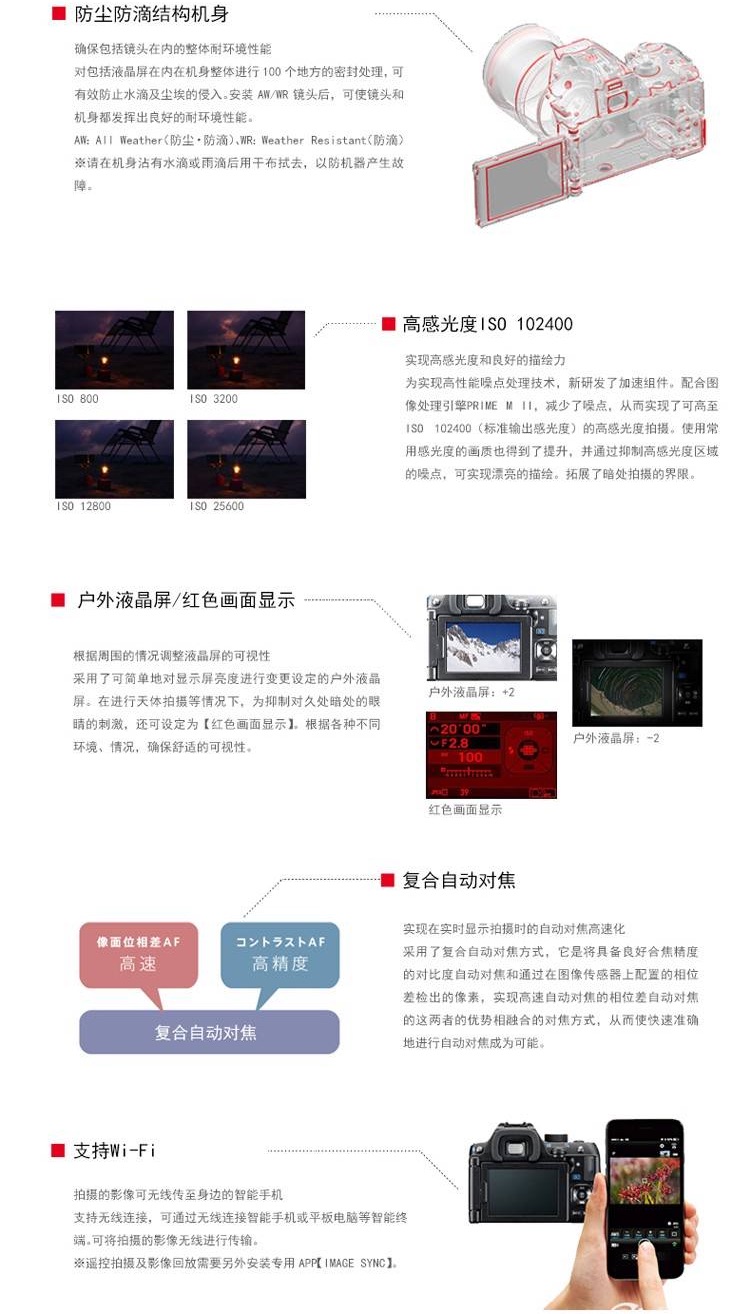 防尘防滴结构机身
确保包括镜头在内的整体耐环境性能
对包括液晶屏在内在机身整体进行100个地方的密封处理,可
有效防止水滴及尘埃的侵入。安装AW/WR镜头后,可使镜头和
机身都发挥出良好的耐环境性能。
AW: All Weather(防尘·防滴)、WR: Weather Resistant(防滴)
※请在机身沾有水滴或雨滴后用干布拭去,以防机器产生故
障。
高感光度ISO 102400
实现高感光度和良好的描绘力
为实现高性能噪点处理技术,新研发了加速组件。配合图
像处理引擎PRIME M II,减少了噪点,从而实现了可高至
ISO 102400(标准输出感光度)的高感光度拍摄。使用常
用感光度的画质也得到了提升,并通过抑制高感光度区域
的噪点,可实现漂亮的描绘。拓展了暗处拍摄的界限。
ISO 800
ISO 3200
ISO 12800
ISO 25600
户外液晶屏/红色画面显示
根据周围的情况调整液晶屏的可视性
采用了可简单地对显示屏亮度进行变更设定的户外液晶
屏。在进行天体拍摄等情况下,为抑制对久处暗处的眼
睛的刺激,还可设定为【红色画面显示】。根据各种不同
环境、情况,确保舒适的可视性。
户外液晶屏:+2
户外液晶屏:-2
B MF
20'00"
F2.8
100
39
红色画面显示
复合自动对焦
实现在实时显示拍摄时的自动对焦高速化
采用了复合自动对焦方式,它是将具备良好合焦精度
的对比度自动对焦和通过在图像传感器上配置的相位
差检出的像素,实现高速自动对焦的相位差自动对焦
的这两者的优势相融合的对焦方式,从而使快速准确
地进行自动对焦成为可能。
像面位相差AF
高速
コントラストAF
高精度
复合自动对焦
支持Wi-Fi
拍摄的影像可无线传至身边的智能手机
支持无线连接,可通过无线连接智能手机或平板电脑等智能终
端。可将拍摄的影像无线进行传输。
※遥控拍摄及影像回放需要另外安装专用APP【IMAGE SYNC】。